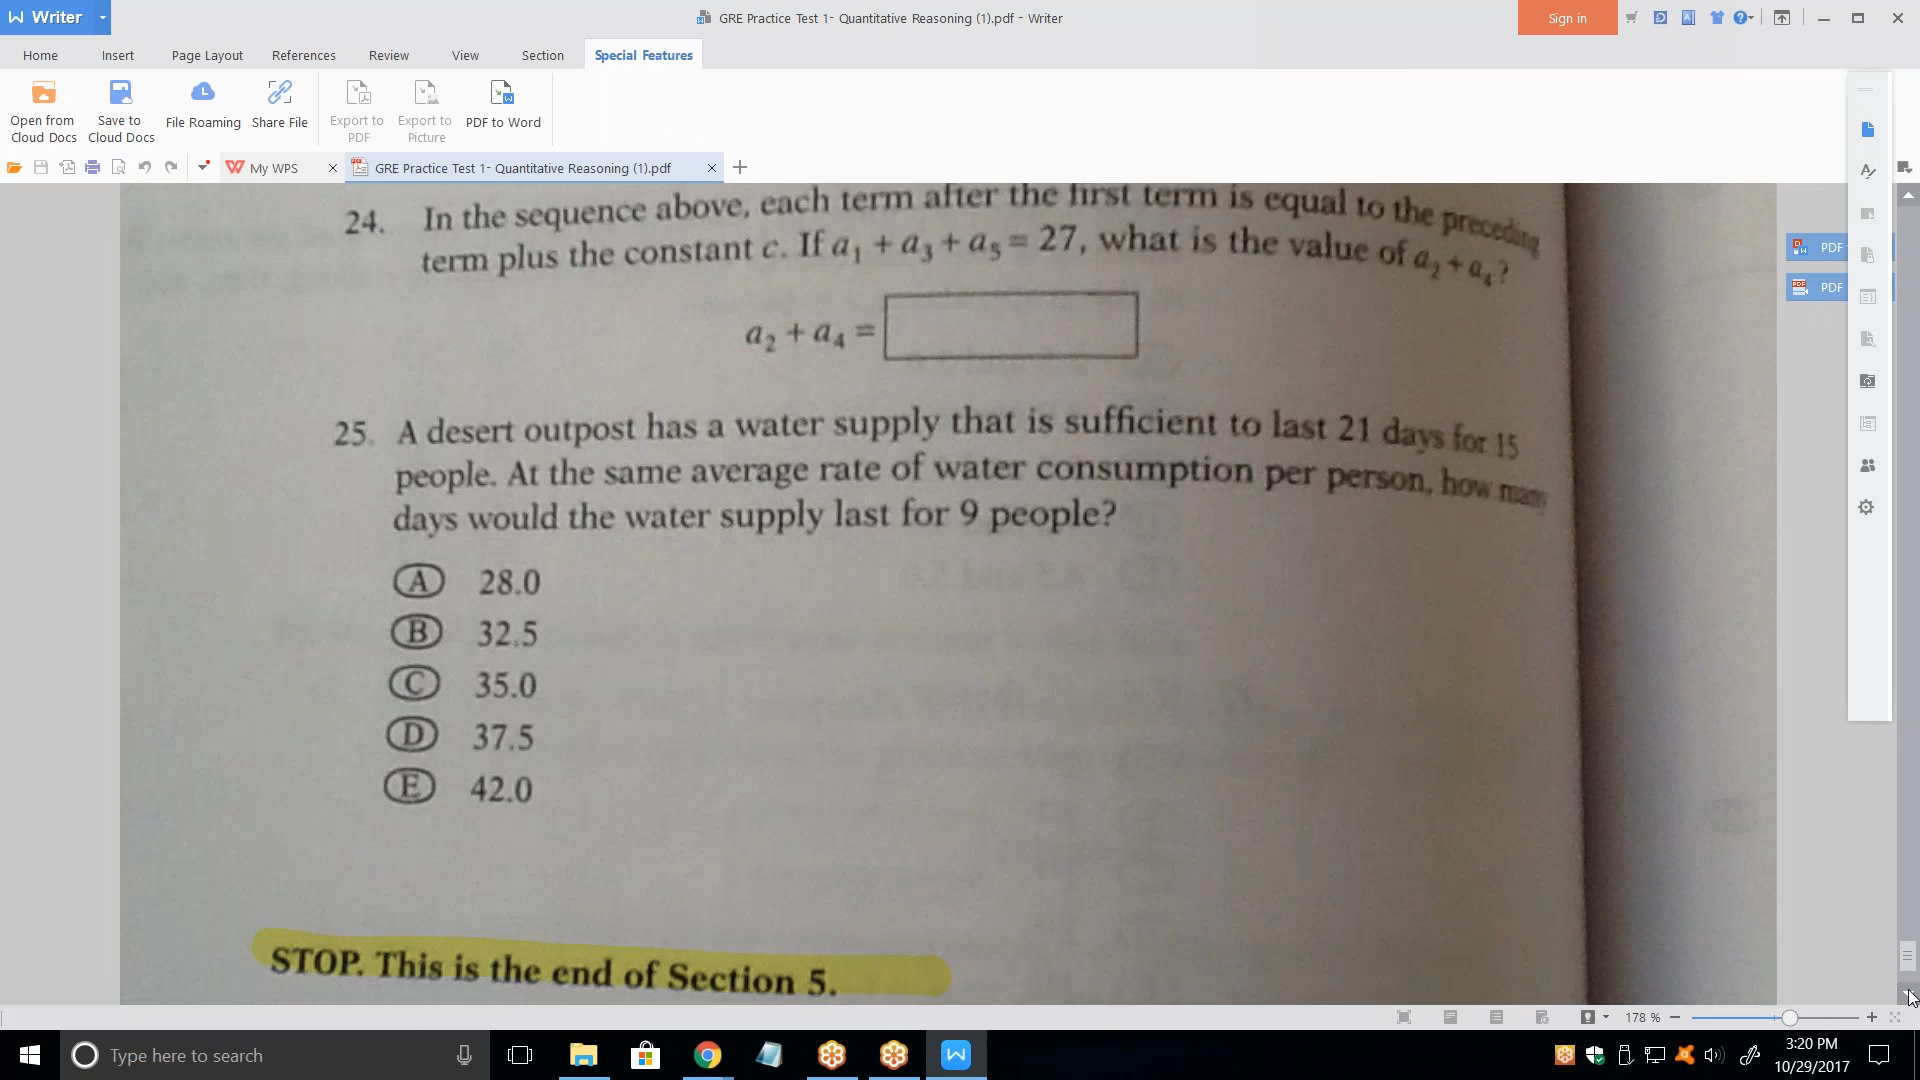 Writer
GRE Practice Test 1- Quantitative Reasoning (1).pdf - Writer
Sign in
Home Insert Page Layout References Review View Section Special Features
Open from Cloud Docs
Save to Cloud Docs
File Roaming
Share File
Export to PDF
Export to Picture
PDF to Word
My WPS
GRE Practice Test 1- Quantitative Reasoning (1).pdf
PDF
PDF
24. In the sequence above, each term after the first term is equal to the preceding
term plus the constant c. If a₁ + a₃ + a₅ = 27, what is the value of a₂ + a₄?
a₂ + a₄ =
25. A desert outpost has a water supply that is sufficient to last 21 days for 15
people. At the same average rate of water consumption per person, how many
days would the water supply last for 9 people?
A 28.0
B 32.5
C 35.0
D 37.5
E 42.0
STOP. This is the end of Section 5.
178 %
Type here to search
3:20 PM
10/29/2017